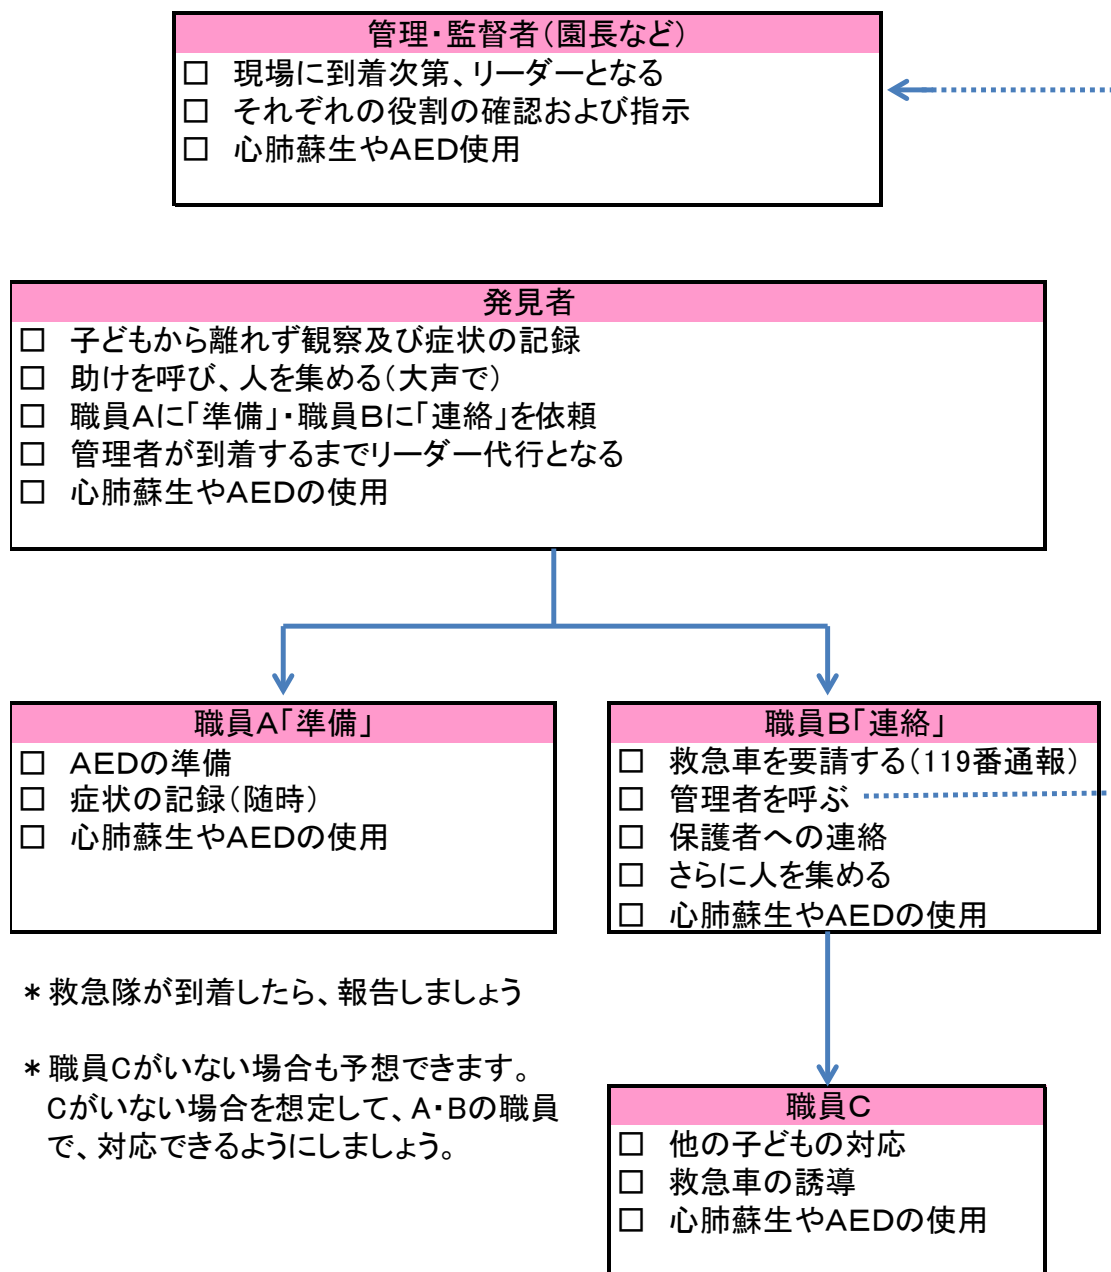 管理・監督者（園長など）
□ 現場に到着次第、リーダーとなる
□ それぞれの役割の確認および指示
□ 心肺蘇生やAED使用
発見者
□ 子どもから離れず観察及び症状の記録
□ 助けを呼び、人を集める（大声で）
□ 職員Aに「準備」・職員Bに「連絡」を依頼
□ 管理者が到着するまでリーダー代行となる
□ 心肺蘇生やAEDの使用
職員A「準備」
□ AEDの準備
□ 症状の記録（随時）
□ 心肺蘇生やAEDの使用
職員B「連絡」
□ 救急車を要請する（119番通報）
□ 管理者を呼ぶ
□ 保護者への連絡
□ さらに人を集める
□ 心肺蘇生やAEDの使用
＊救急隊が到着したら、報告しましょう
＊職員Cがいない場合も予想できます。
Cがいない場合を想定して、A・Bの職員
で、対応できるようにしましょう。
職員C
□ 他の子どもの対応
□ 救急車の誘導
□ 心肺蘇生やAEDの使用